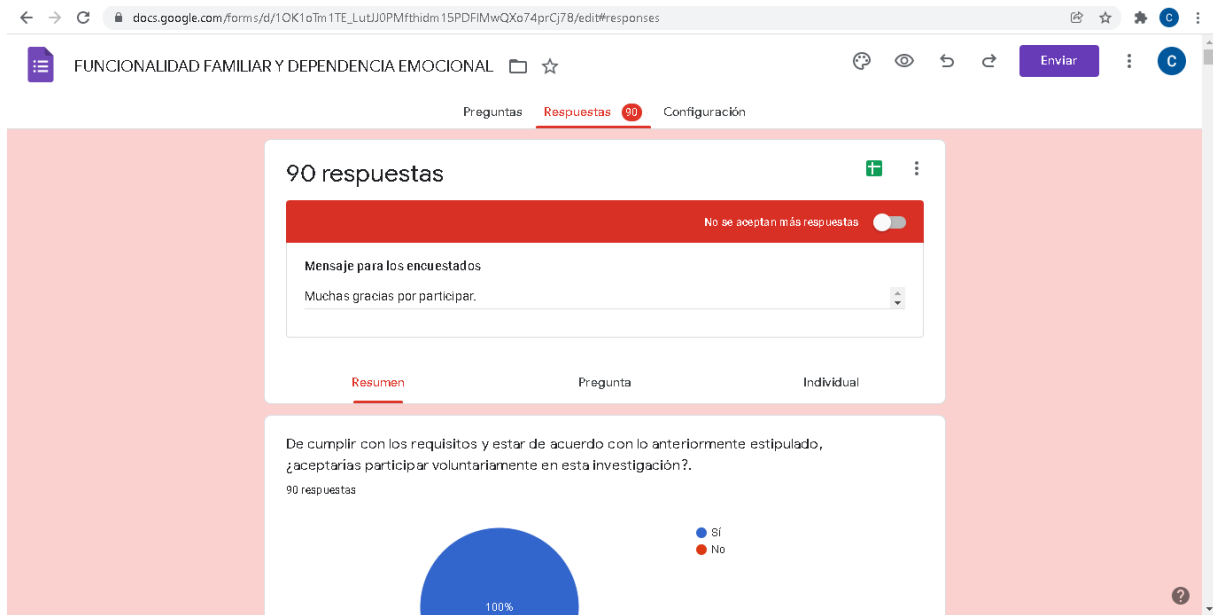 docs.google.com/forms/d/1OK1oTm1TE_LutJJ0PMfthidm15PDFlMwQXo74prCj78/edit#responses
C
FUNCIONALIDAD FAMILIAR Y DEPENDENCIA EMOCIONAL
Enviar
C
Preguntas Respuestas 90 Configuración
90 respuestas
No se aceptan más respuestas
Mensaje para los encuestados
Muchas gracias por participar.
Resumen Pregunta Individual
De cumplir con los requisitos y estar de acuerdo con lo anteriormente estipulado,
¿aceptarías participar voluntariamente en esta investigación?.
90 respuestas
Sí
No
100%